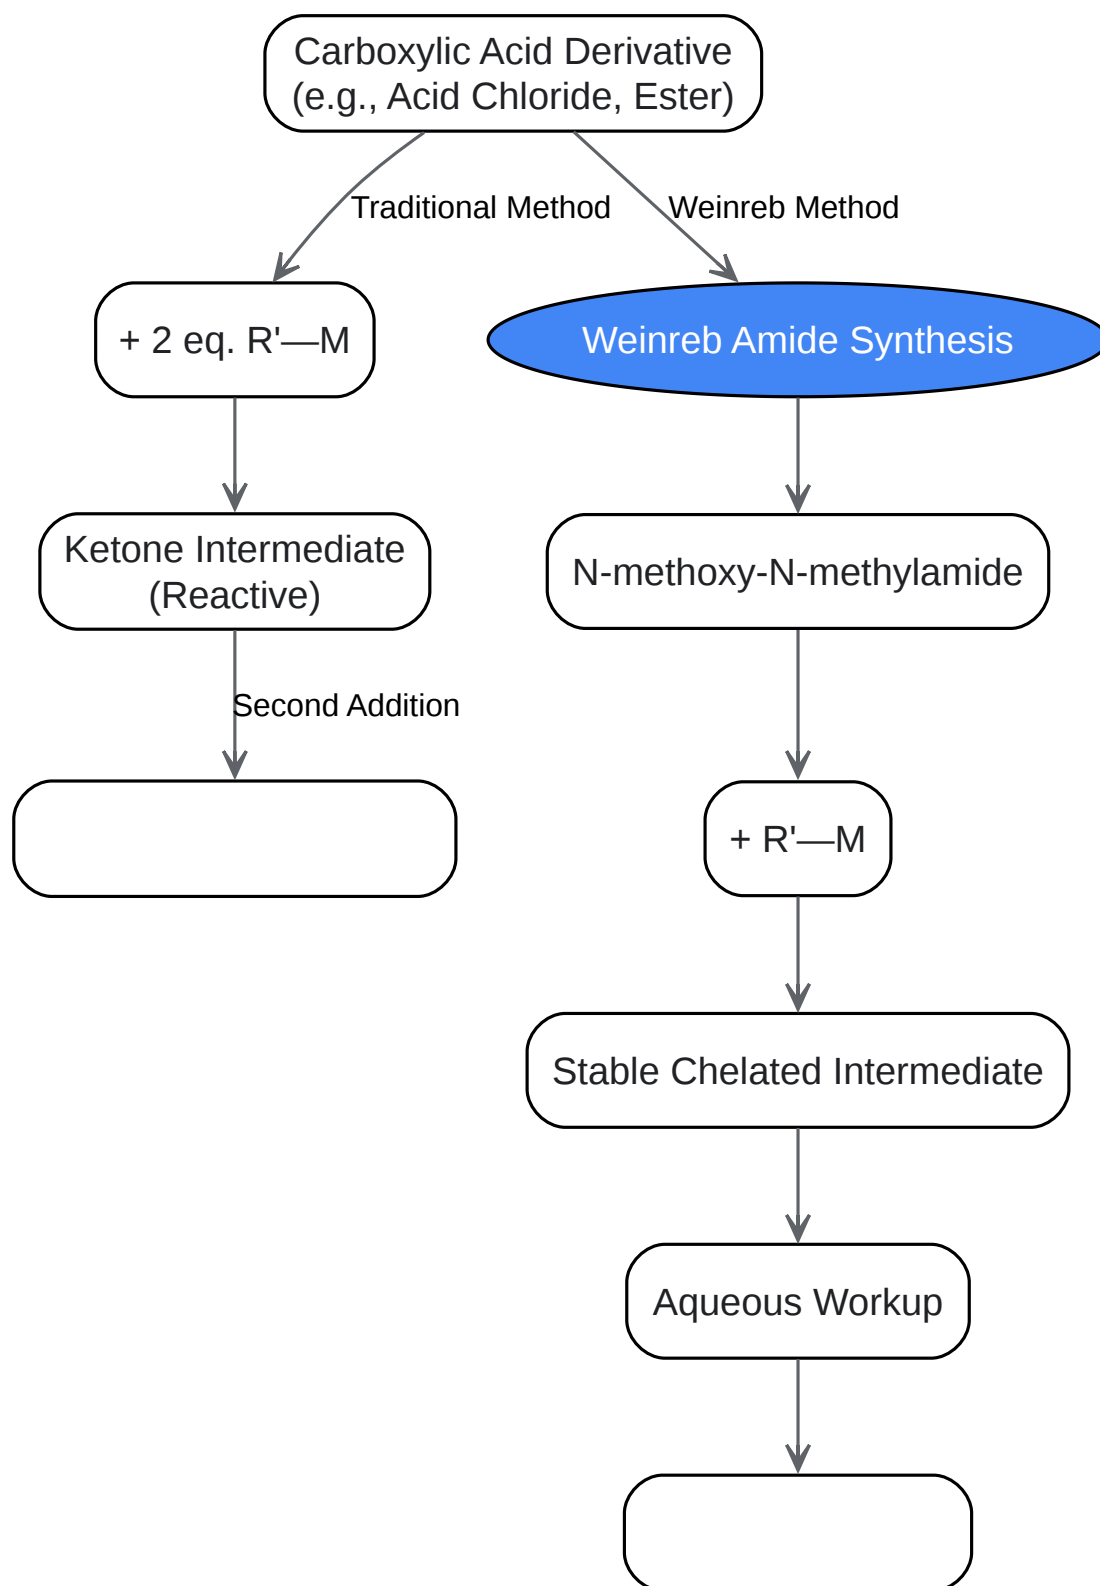 Carboxylic Acid Derivative
(e.g., Acid Chloride, Ester)
Traditional Method
Weinreb Method
+ 2 eq. R'—M
Weinreb Amide Synthesis
Ketone Intermediate
(Reactive)
N-methoxy-N-methylamide
Second Addition
+ R'—M
Stable Chelated Intermediate
Aqueous Workup